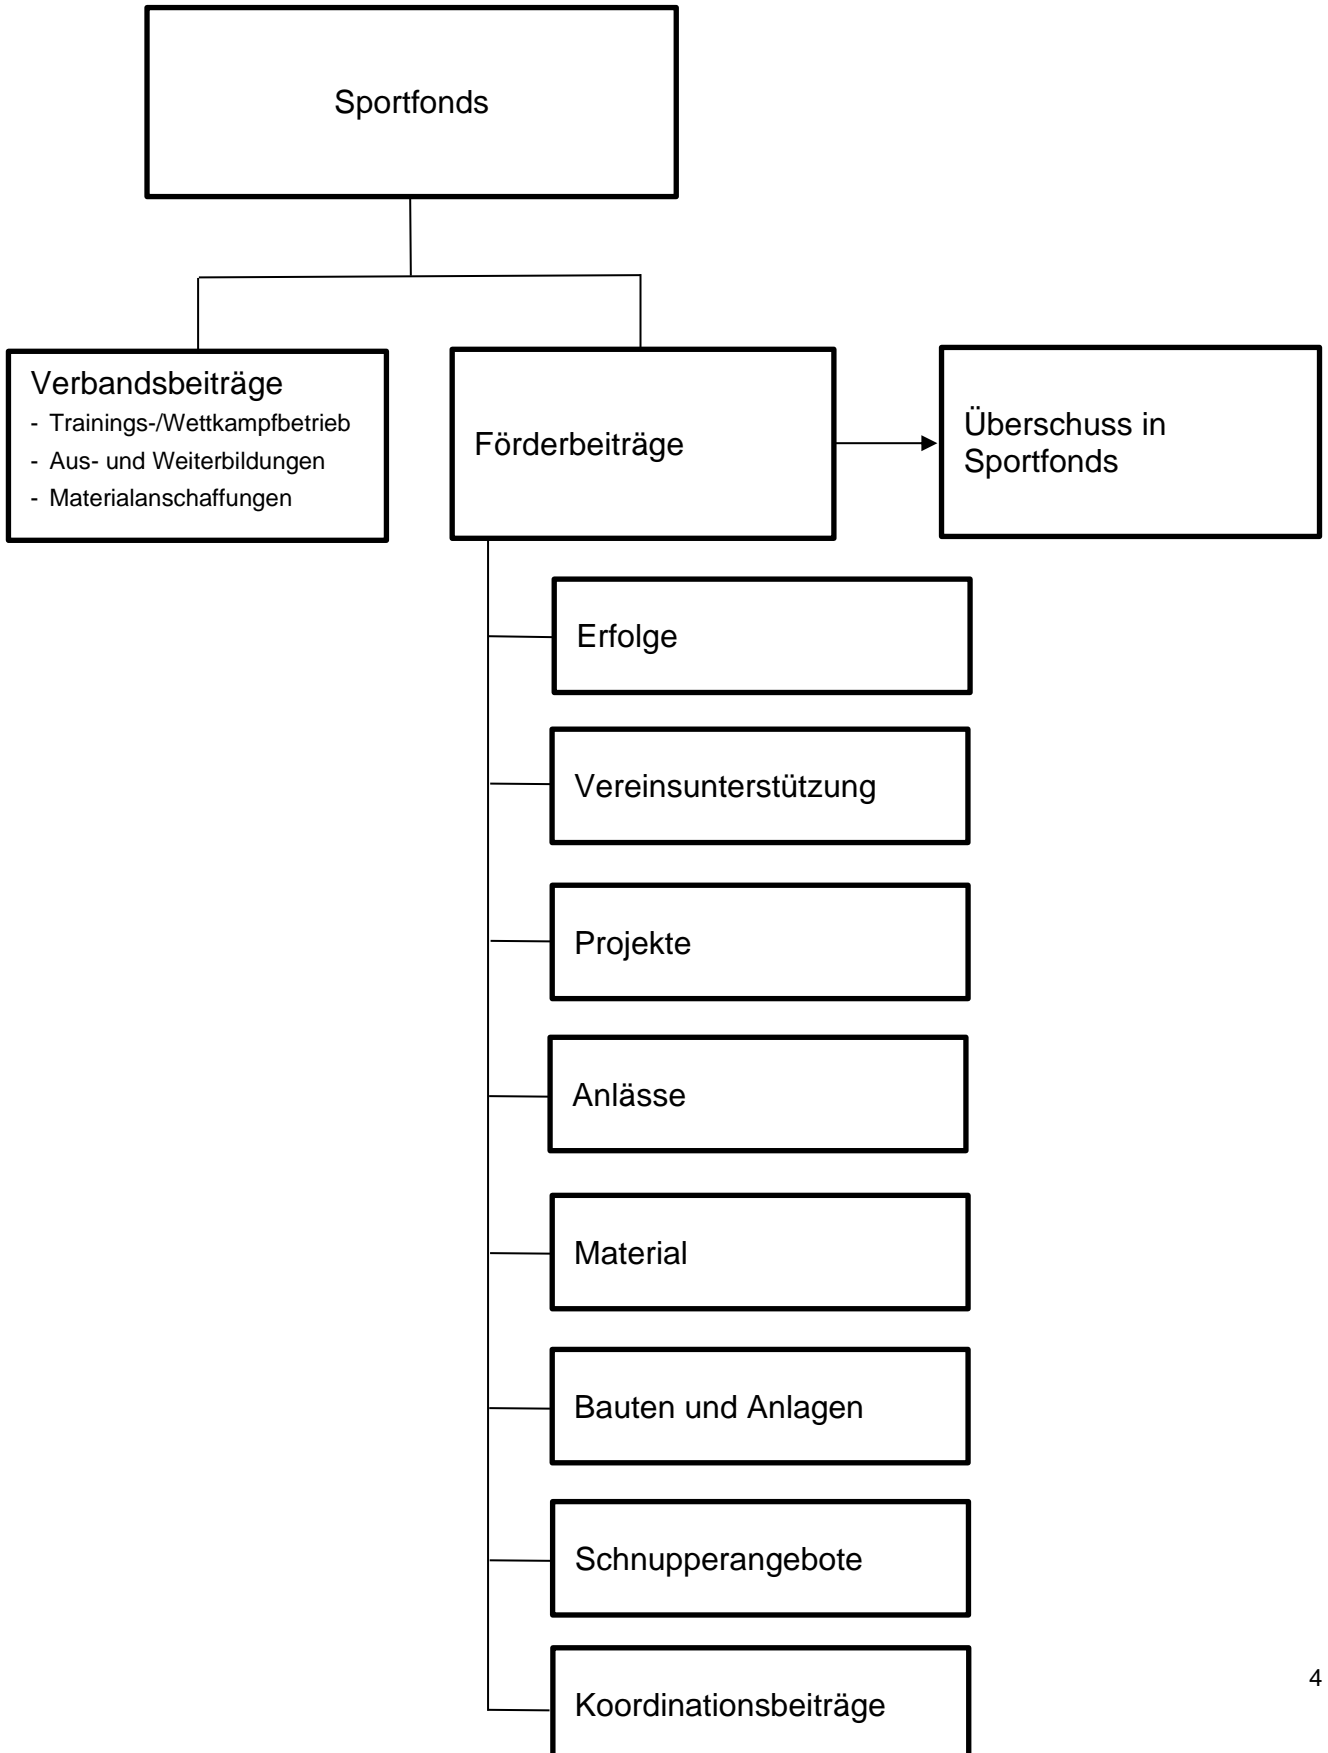 Sportfonds
Verbandsbeiträge
- Trainings-/Wettkampfbetrieb
- Aus- und Weiterbildungen
- Materialanschaffungen
Förderbeiträge
Überschuss in
Sportfonds
Erfolge
Vereinsunterstützung
Projekte
Anlässe
Material
Bauten und Anlagen
Schnupperangebote
Koordinationsbeiträge
4